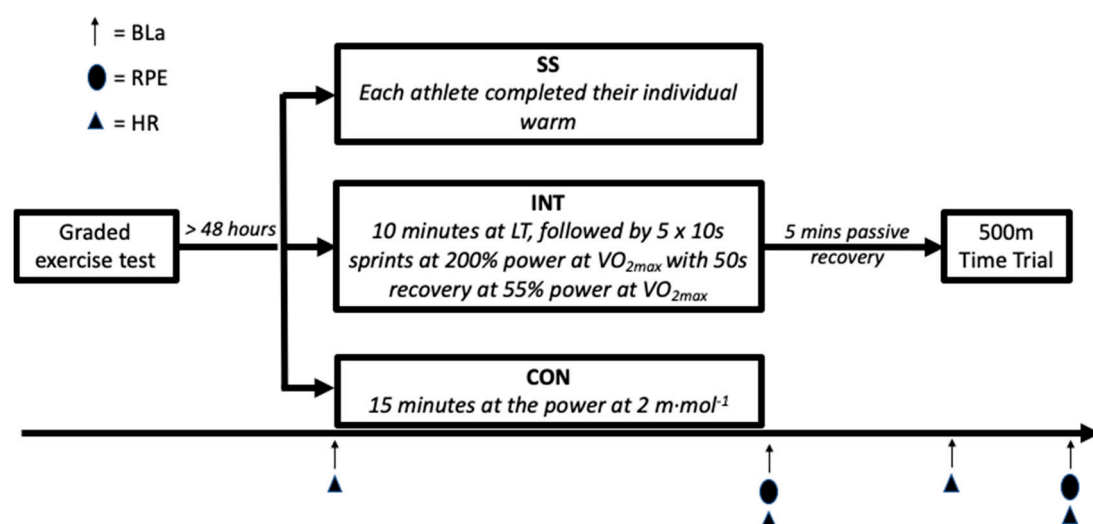 = BLa
= RPE
= HR
SS
Each athlete completed their individual
warm
Graded
exercise test
> 48 hours
INT
10 minutes at LT, followed by 5 x 10s
sprints at 200% power at VO2max with 50s
recovery at 55% power at VO2max
5 mins passive
recovery
500m
Time Trial
CON
15 minutes at the power at 2 m·mol-1